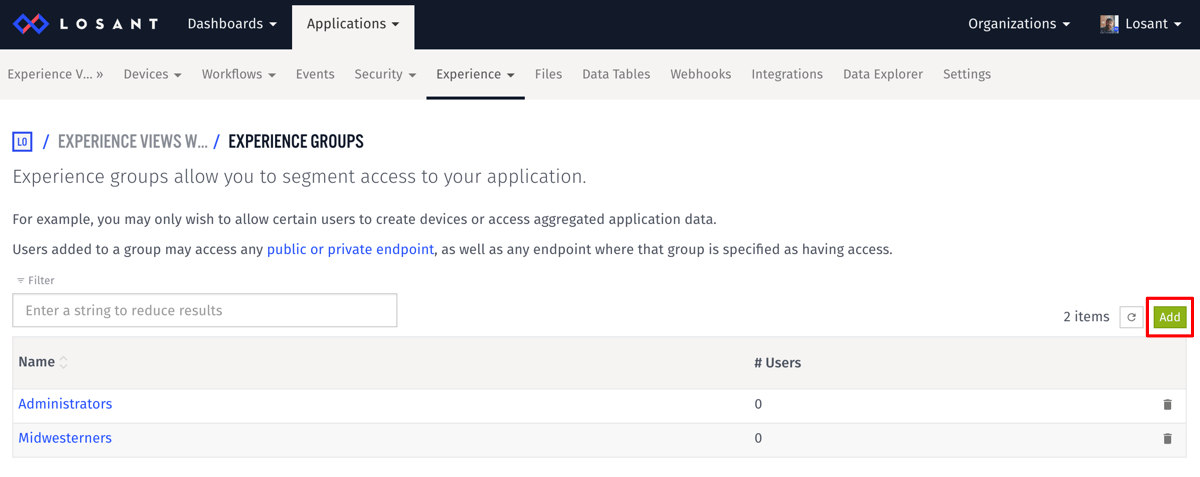 LOSANT Dashboards Applications Organizations Losant
Experience V... » Devices Workflows Events Security Experience Files Data Tables Webhooks Integrations Data Explorer Settings
LO / EXPERIENCE VIEWS W... / EXPERIENCE GROUPS
Experience groups allow you to segment access to your application.
For example, you may only wish to allow certain users to create devices or access aggregated application data.
Users added to a group may access any public or private endpoint, as well as any endpoint where that group is specified as having access.
Filter
Enter a string to reduce results
2 items Add
Name # Users
Administrators 0
Midwesterners 0